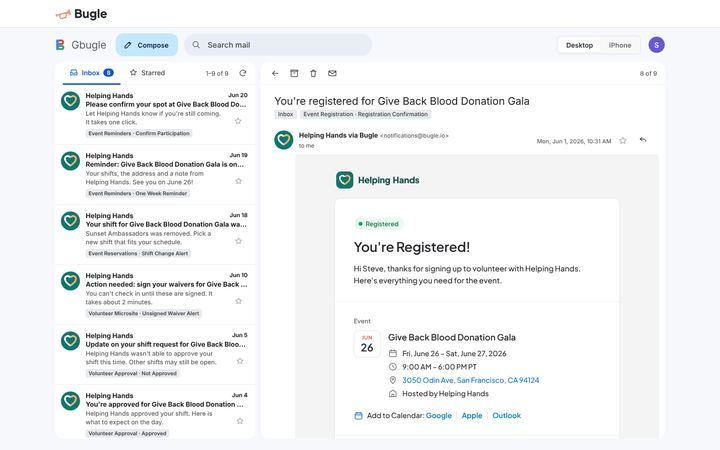 Bugle
Gbugle
Compose
Search mail
Desktop
iPhone
S
Inbox
8
Starred
1–9 of 9
8 of 9
Helping Hands
Jun 20
Please confirm your spot at Give Back Blood Do...
Let Helping Hands know if you're still coming.
It takes one click.
Event Reminders · Confirm Participation
Helping Hands
Jun 19
Reminder: Give Back Blood Donation Gala is on...
Your shifts, the address and a note from
Helping Hands. See you on June 26!
Event Reminders · One Week Reminder
Helping Hands
Jun 18
Your shift for Give Back Blood Donation Gala wa...
Sunset Ambassadors was removed. Pick a
new shift that fits your schedule.
Event Reservations · Shift Change Alert
Helping Hands
Jun 10
Action needed: sign your waivers for Give Back ...
You can't check in until these are signed. It
takes about 2 minutes.
Volunteer Microsite · Unsigned Waiver Alert
Helping Hands
Jun 5
Update on your shift request for Give Back Bloo...
Helping Hands wasn't able to approve your
shift this time. Other shifts may still be open.
Volunteer Approval · Not Approved
Helping Hands
Jun 4
You're approved for Give Back Blood Donation ...
Helping Hands approved your shift. Here is
what to expect on the day.
Volunteer Approval · Approved
You're registered for Give Back Blood Donation Gala
Inbox
Event Registration · Registration Confirmation
Helping Hands via Bugle <notifications@bugle.io>
to me
Mon, Jun 1, 2026, 10:31 AM
Helping Hands
Registered
You're Registered!
Hi Steve, thanks for signing up to volunteer with Helping Hands.
Here's everything you need for the event.
Event
JUN
26
Give Back Blood Donation Gala
Fri, June 26 – Sat, June 27, 2026
9:00 AM – 6:00 PM PT
3050 Odin Ave, San Francisco, CA 94124
Hosted by Helping Hands
Add to Calendar: Google | Apple | Outlook